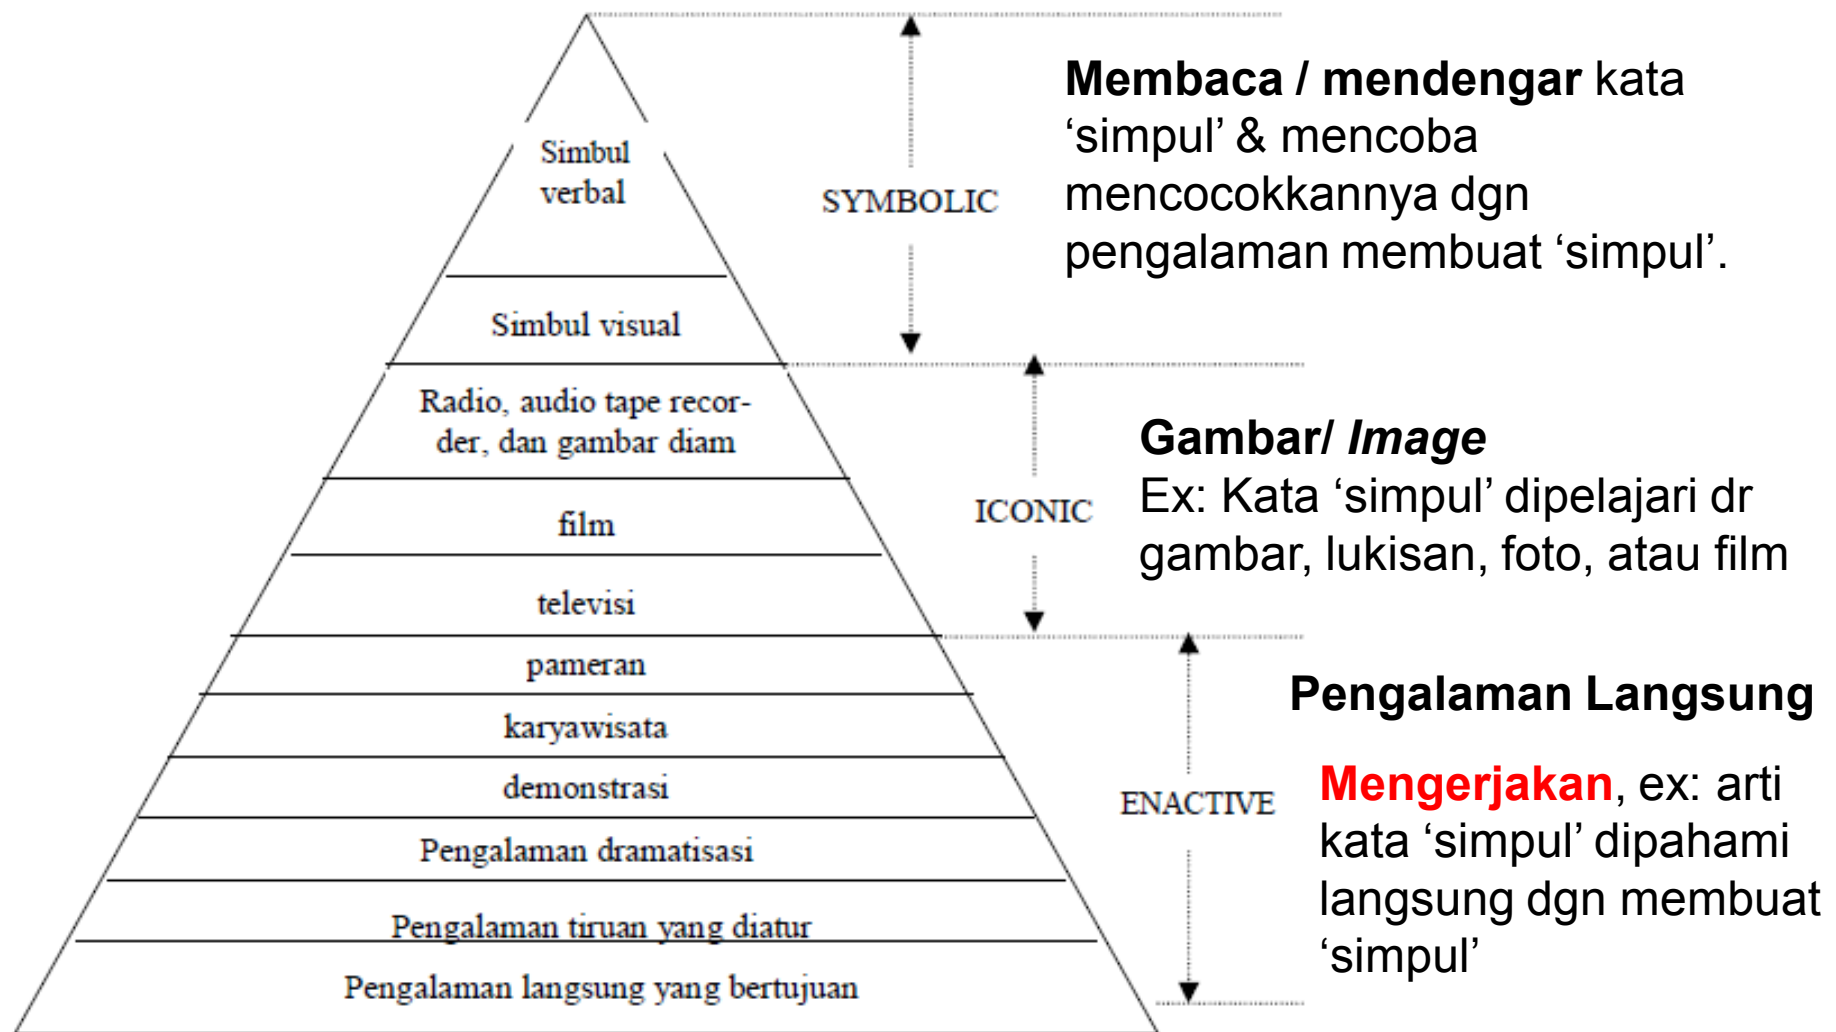 Simbul
verbal
Simbul visual
Radio, audio tape recor-
der, dan gambar diam
film
televisi
pameran
karyawisata
demonstrasi
Pengalaman dramatisasi
Pengalaman tiruan yang diatur
Pengalaman langsung yang bertujuan
SYMBOLIC
Membaca / mendengar kata
‘simpul’ & mencoba
mencocokkannya dgn
pengalaman membuat ‘simpul’.
ICONIC
Gambar/ Image
Ex: Kata ‘simpul’ dipelajari dr
gambar, lukisan, foto, atau film
ENACTIVE
Pengalaman Langsung
Mengerjakan, ex: arti
kata ‘simpul’ dipahami
langsung dgn membuat
‘simpul’